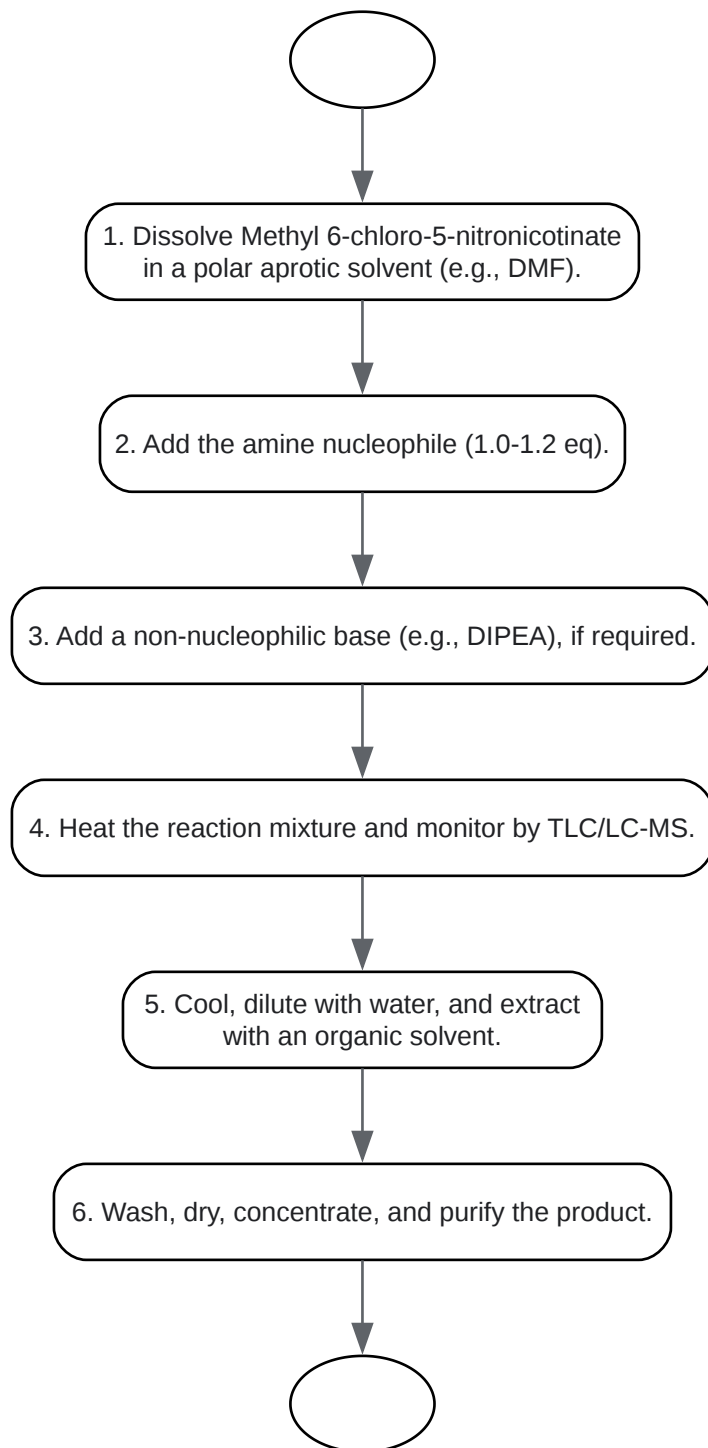 1. Dissolve Methyl 6-chloro-5-nitronicotinate
in a polar aprotic solvent (e.g., DMF).
2. Add the amine nucleophile (1.0-1.2 eq).
3. Add a non-nucleophilic base (e.g., DIPEA), if required.
4. Heat the reaction mixture and monitor by TLC/LC-MS.
5. Cool, dilute with water, and extract
with an organic solvent.
6. Wash, dry, concentrate, and purify the product.